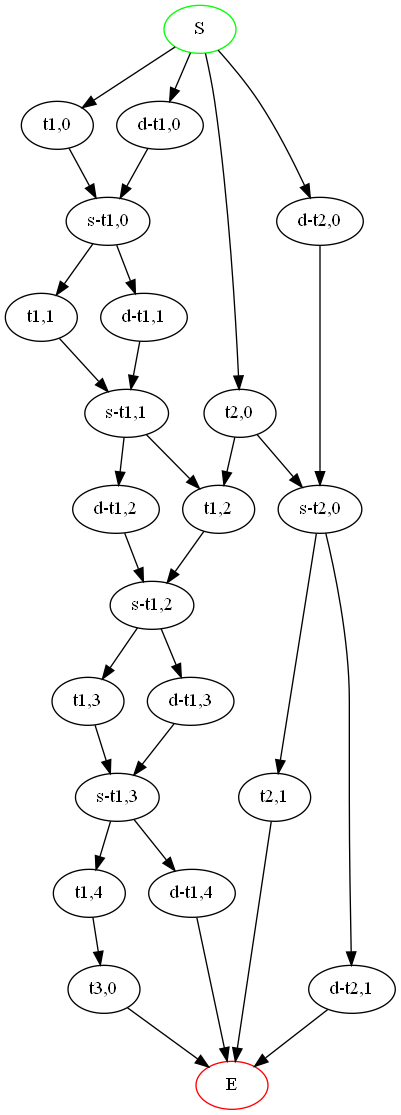 S
t1,0
d-t1,0
s-t1,0
d-t2,0
t1,1
d-t1,1
s-t1,1
t2,0
d-t1,2
t1,2
s-t2,0
s-t1,2
t1,3
d-t1,3
s-t1,3
t2,1
t1,4
d-t1,4
t3,0
d-t2,1
E